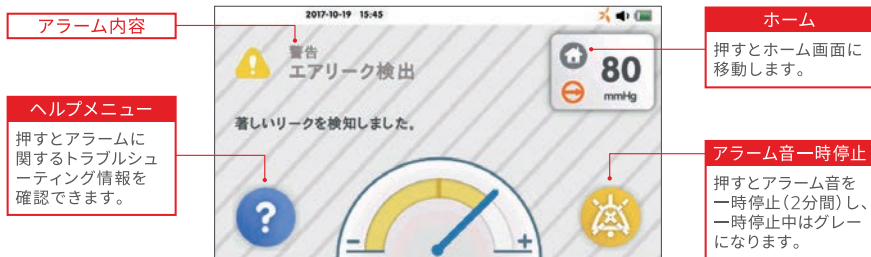 アラーム内容
2017-10-19 15:45
警告
エアリーク検出
80
mmHg
著しいリークを検知しました。
ホーム
押すとホーム画面に
移動します。
ヘルプメニュー
押すとアラームに
関するトラブルシュ
ーティング情報を
確認できます。
?
- +
アラーム音一時停止
押すとアラーム音を
一時停止(2分間)し、
一時停止中はグレー
になります。